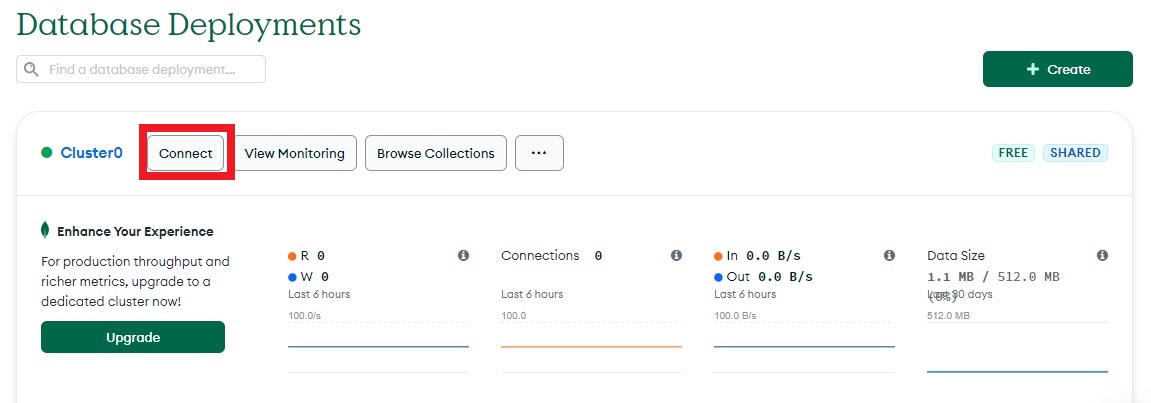 Database Deployments
Find a database deployment...
+ Create
Cluster0
Connect
View Monitoring
Browse Collections
...
FREE
SHARED
Enhance Your Experience
For production throughput and
richer metrics, upgrade to a
dedicated cluster now!
Upgrade
R 0
W 0
Last 6 hours
100.0/s
Connections 0
Last 6 hours
100.0
In 0.0 B/s
Out 0.0 B/s
Last 6 hours
100.0 B/s
Data Size
1.1 MB / 512.0 MB
(0%)
Last 30 days
512.0 MB